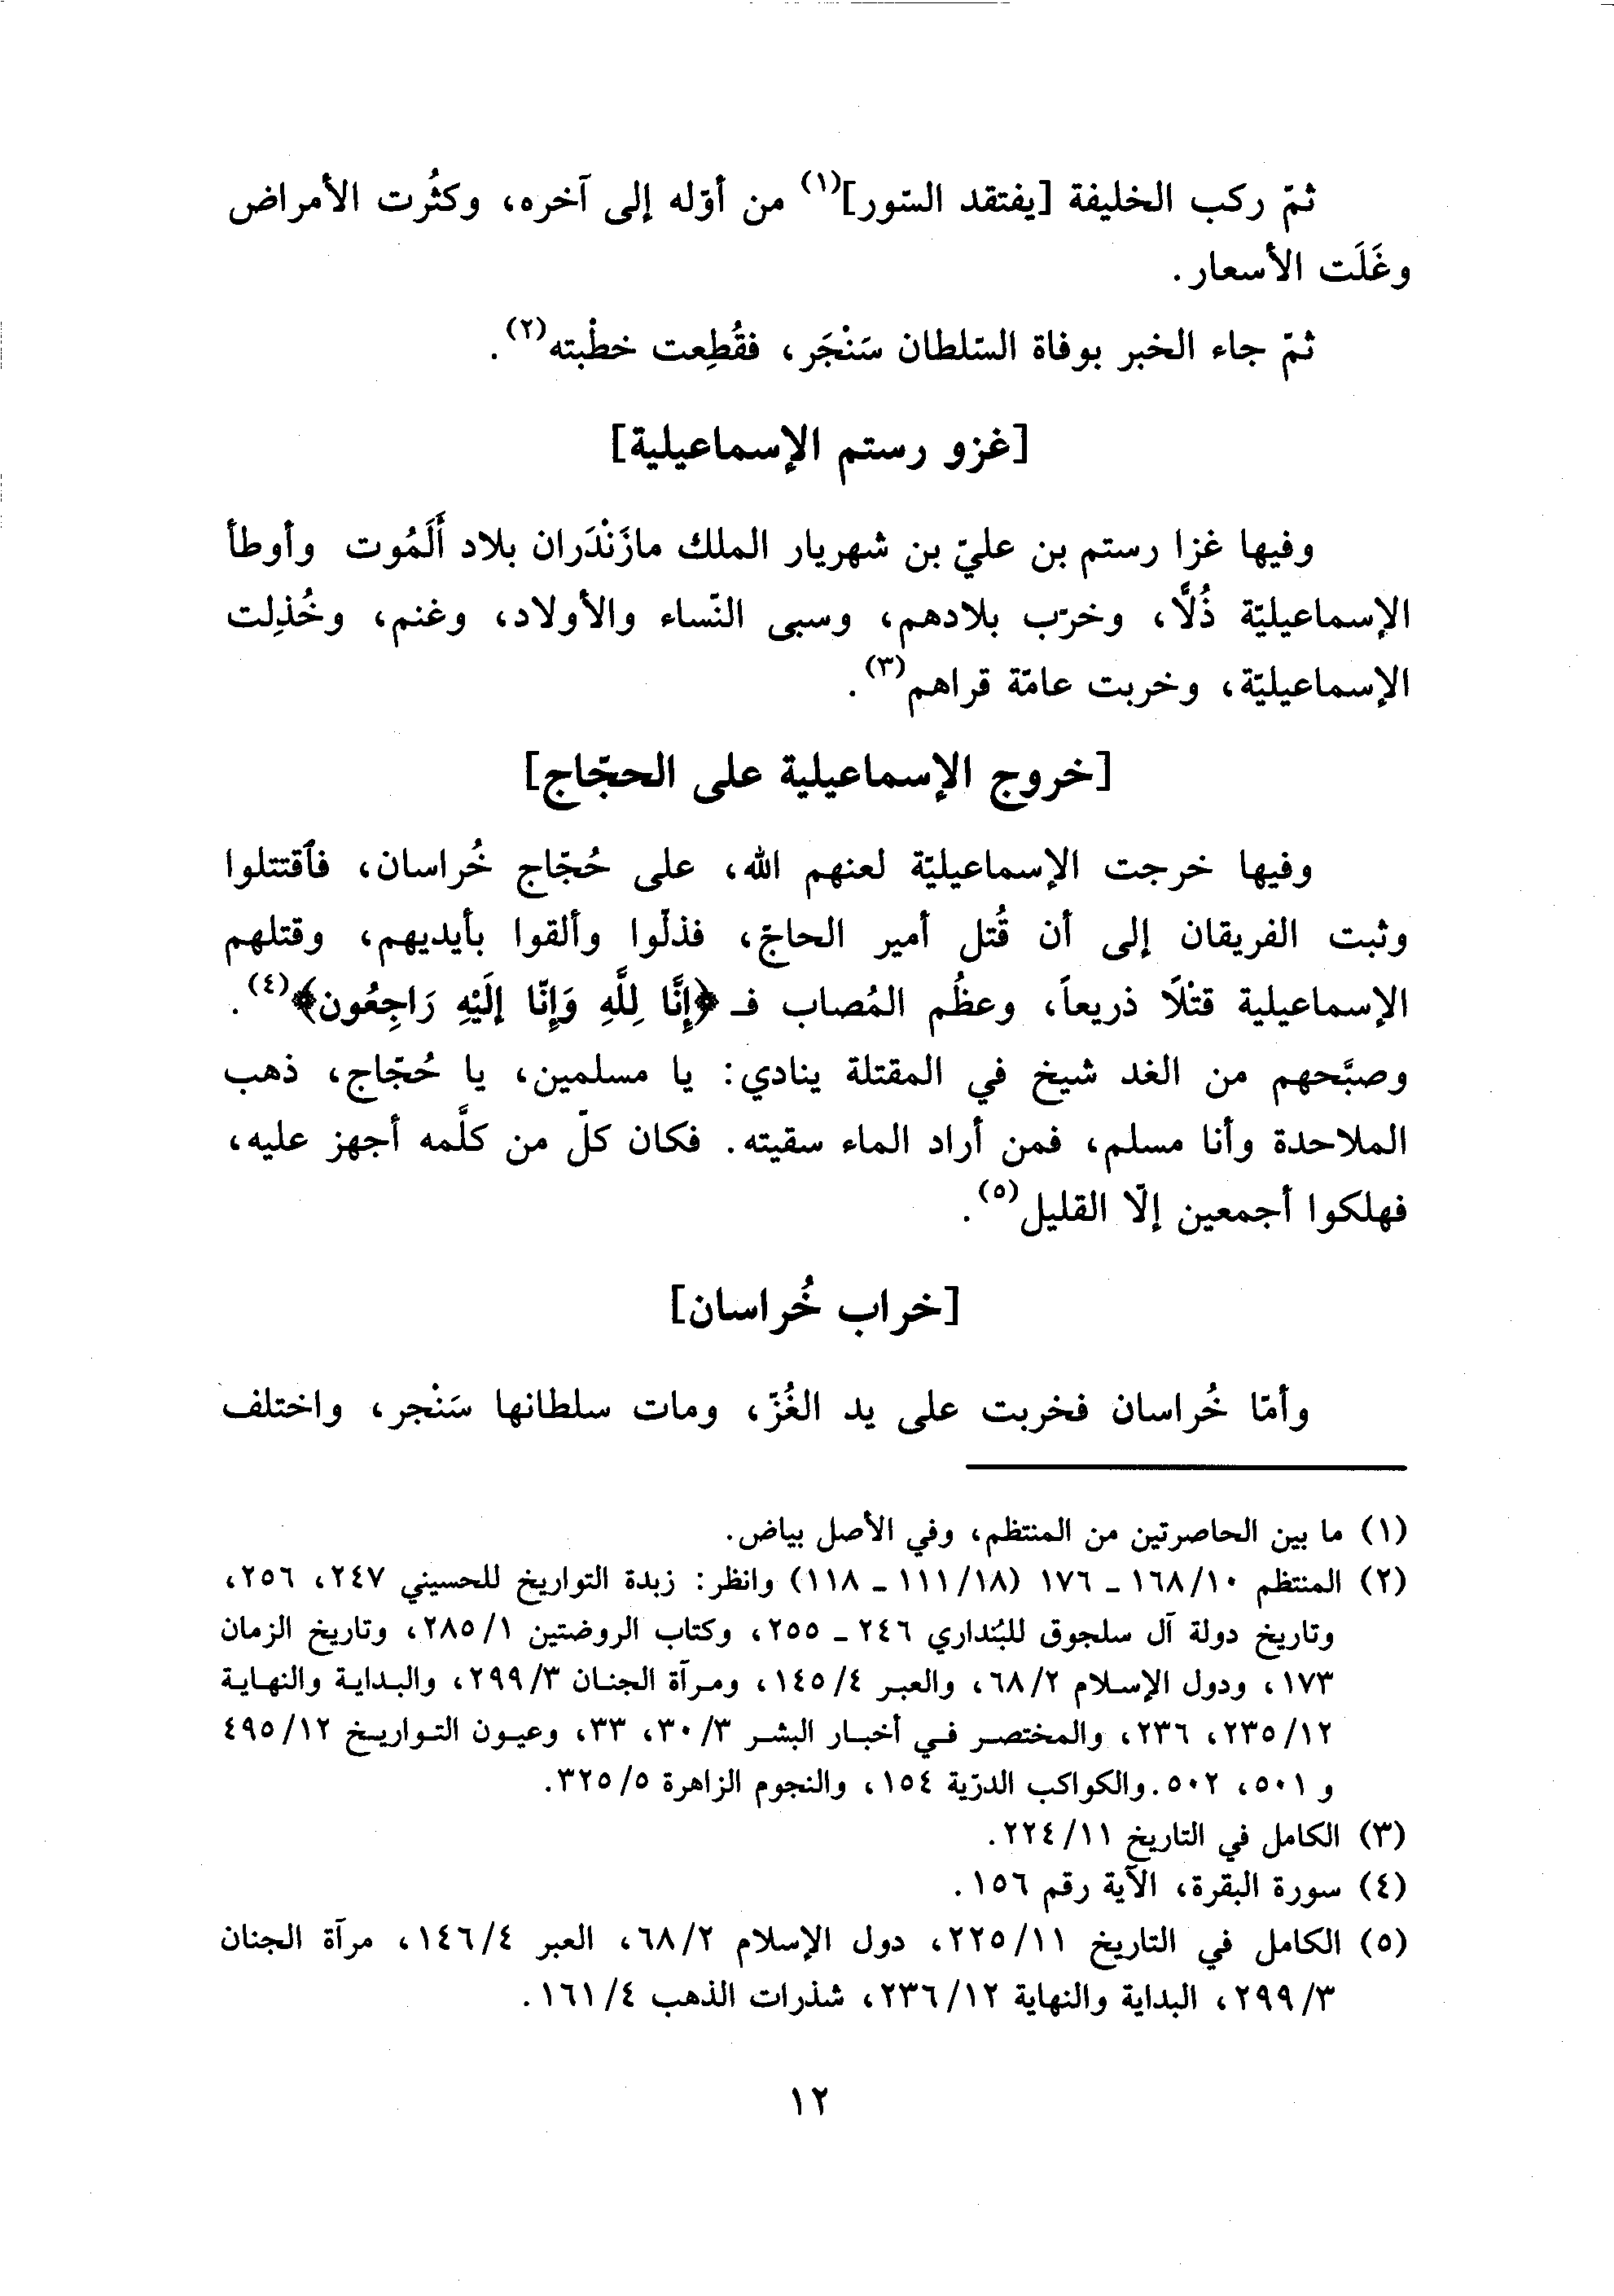 ثمّ ركب الخليفة [يفتقد السّور](١) من أوّله إلى آخره، وكثُرت الأمراض
وغَلَت الأسعار.
ثمّ جاء الخبر بوفاة السّلطان سَنْجَر، فقُطِعت خطْبته(٢).
[غزو رستم الإسماعيلية]
وفيها غزا رستم بن عليّ بن شهريار الملك مازَنْدَران بلاد أَلَمُوت وأوطأ
الإسماعيليّة ذُلًّا، وخرّب بلادهم، وسبى النّساء والأولاد، وغنم، وخُذِلت
الإسماعيليّة، وخربت عامّة قراهم(٣).
[خروج الإسماعيلية على الحجّاج]
وفيها خرجت الإسماعيليّة لعنهم الله، على حُجّاج خُراسان، فٱقتتلوا
وثبت الفريقان إلى أن قُتل أمير الحاجّ، فذلّوا وألقوا بأيديهم، وقتلهم
الإسماعيلية قتْلًا ذريعاً، وعظُم المُصاب فـ ﴿إِنَّا لِلَّهِ وَإِنّا إلَيْهِ رَاجِعُون﴾(٤).
وصبَّحهم من الغد شيخ في المقتلة ينادي: يا مسلمين، يا حُجّاج، ذهب
الملاحدة وأنا مسلم، فمن أراد الماء سقيته. فكان كلّ من كلَّمه أجهز عليه،
فهلكوا أجمعين إلّا القليل(٥).
[خراب خُراسان]
وأمّا خُراسان فخربت على يد الغُزّ، ومات سلطانها سَنْجر، واختلف
(١) ما بين الحاصرتين من المنتظم، وفي الأصل بياض.
(٢) المنتظم ١٦٨/١٠ - ١٧٦ (١١١/١٨ - ١١٨) وانظر: زبدة التواريخ للحسيني ٢٤٧، ٢٥٦،
وتاريخ دولة آل سلجوق للبُنداري ٢٤٦ - ٢٥٥، وكتاب الروضتين ٢٨٥/١، وتاريخ الزمان
١٧٣، ودول الإسلام ٦٨/٢، والعبر ١٤٥/٤، ومرآة الجنان ٢٩٩/٣، والبداية والنهاية
٢٣٥/١٢، ٢٣٦، والمختصر في أخبار البشر ٣٠/٣، ٣٣، وعيون التواريخ ٤٩٥/١٢
و ٥٠١، ٥٠٢. والكواكب الدرّية ١٥٤، والنجوم الزاهرة ٣٢٥/٥.
(٣) الكامل في التاريخ ٢٢٤/١١.
(٤) سورة البقرة، الآية رقم ١٥٦.
(٥) الكامل في التاريخ ٢٢٥/١١، دول الإسلام ٦٨/٢، العبر ١٤٦/٤، مرآة الجنان
٢٩٩/٣، البداية والنهاية ٢٣٦/١٢، شذرات الذهب ١٦١/٤.
١٢